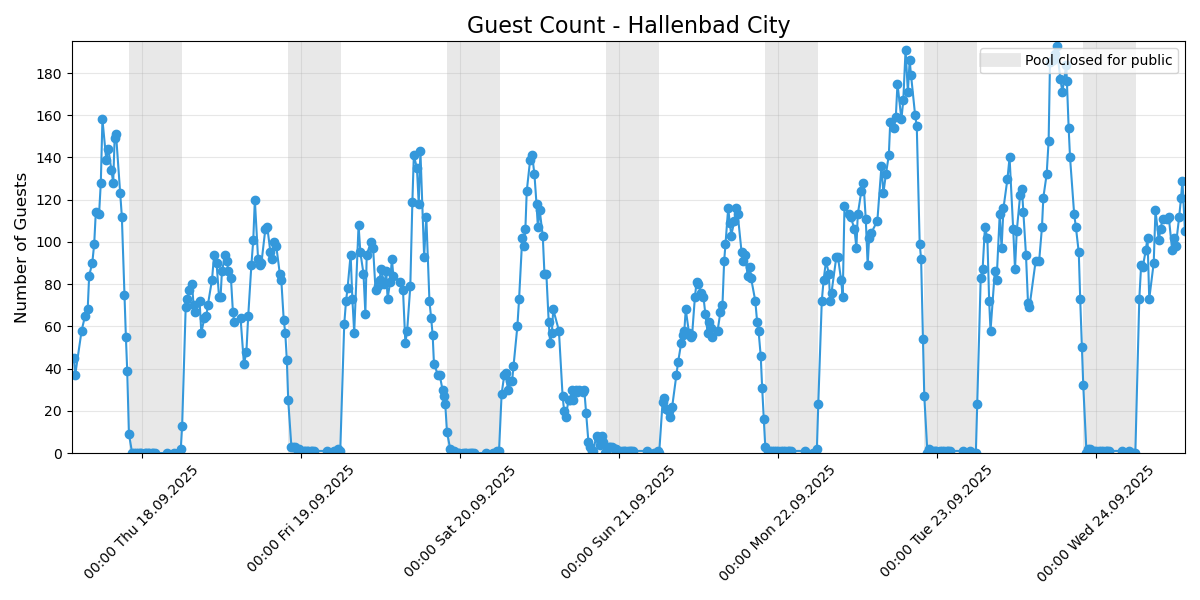 Guest Count - Hallenbad City
Pool closed for public
Number of Guests
180
160
140
120
100
80
60
40
20
0
00:00 Thu 18.09.2025
00:00 Fri 19.09.2025
00:00 Sat 20.09.2025
00:00 Sun 21.09.2025
00:00 Mon 22.09.2025
00:00 Tue 23.09.2025
00:00 Wed 24.09.2025